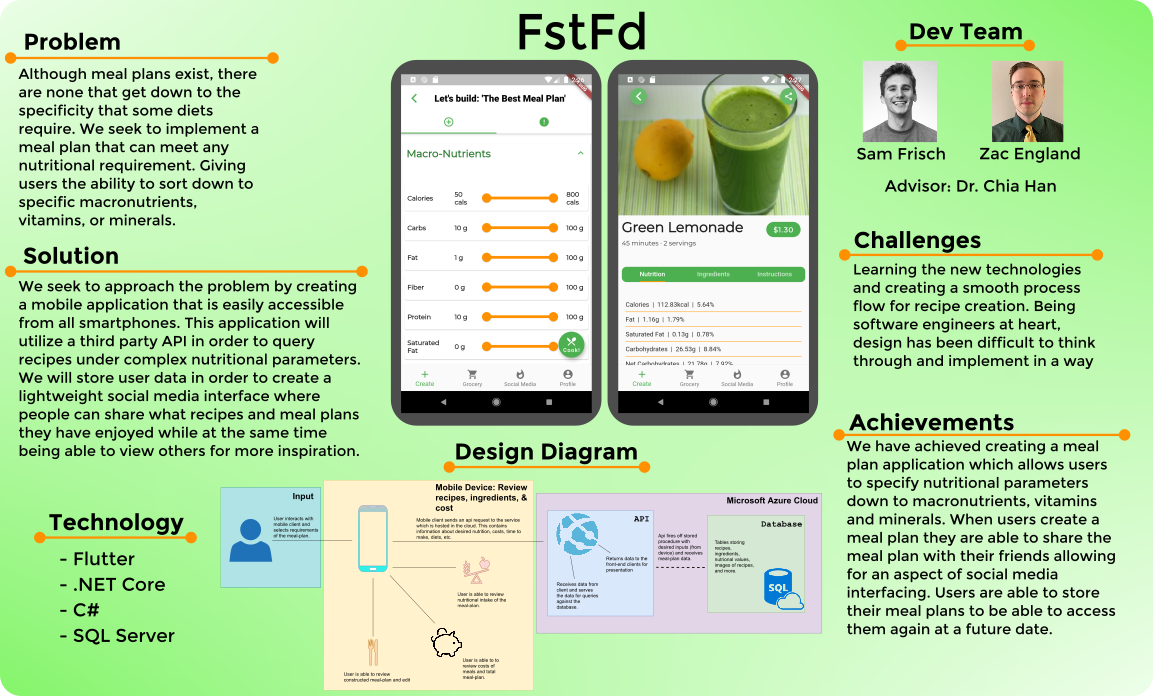 FstFd
Problem
Although meal plans exist, there
are none that get down to the
specificity that some diets
require. We seek to implement a
meal plan that can meet any
nutritional requirement. Giving
users the ability to sort down to
specific macronutrients,
vitamins, or minerals.
Solution
We seek to approach the problem by creating
a mobile application that is easily accessible
from all smartphones. This application will
utilize a third party API in order to query
recipes under complex nutritional parameters.
We will store user data in order to create a
lightweight social media interface where
people can share what recipes and meal plans
they have enjoyed while at the same time
being able to view others for more inspiration.
Technology
- Flutter
- .NET Core
- C#
- SQL Server
2:26
Let's build: 'The Best Meal Plan'
Macro-Nutrients
Calories 50 cals 800 cals
Carbs 10 g 100 g
Fat 1 g 100 g
Fiber 0 g 100 g
Protein 10 g 100 g
Saturated Fat 0 g
Cook!
Create Grocery Social Media Profile
2:27
Green Lemonade
$1.30
45 minutes · 2 servings
Nutrition Ingredients Instructions
Calories | 112.83kcal | 5.64%
Fat | 1.16g | 1.79%
Saturated Fat | 0.13g | 0.78%
Carbohydrates | 26.53g | 8.84%
Net Carbohydrates | 21.78g | 7.92%
Create Grocery Social Media Profile
Design Diagram
Input
User interacts with
mobile client and
selects requirements
of the meal-plan.
Mobile Device: Review
recipes, ingredients, &
cost
Mobile client sends an api request to the service
which is hosted in the cloud. This contains
information about desired nutrition, costs, time to
make, diets, etc.
User is able to review
nutritional intake of the
meal-plan.
User is able to to
review costs of
meals and total
meal-plan.
User is able to review
constructed meal-plan and edit
Microsoft Azure Cloud
API
Returns data to the
front-end clients for
presentation
Receives data from
client and serves
the data for queries
against the
database.
Api fires off stored
procedure with
desired inputs (from
device) and receives
meal-plan data.
Database
Tables storing
recipes,
ingredients,
nutrional values,
images of recipes,
and more.
SQL
Dev Team
Sam Frisch Zac England
Advisor: Dr. Chia Han
Challenges
Learning the new technologies
and creating a smooth process
flow for recipe creation. Being
software engineers at heart,
design has been difficult to think
through and implement in a way
Achievements
We have achieved creating a meal
plan application which allows users
to specify nutritional parameters
down to macronutrients, vitamins
and minerals. When users create a
meal plan they are able to share the
meal plan with their friends allowing
for an aspect of social media
interfacing. Users are able to store
their meal plans to be able to access
them again at a future date.